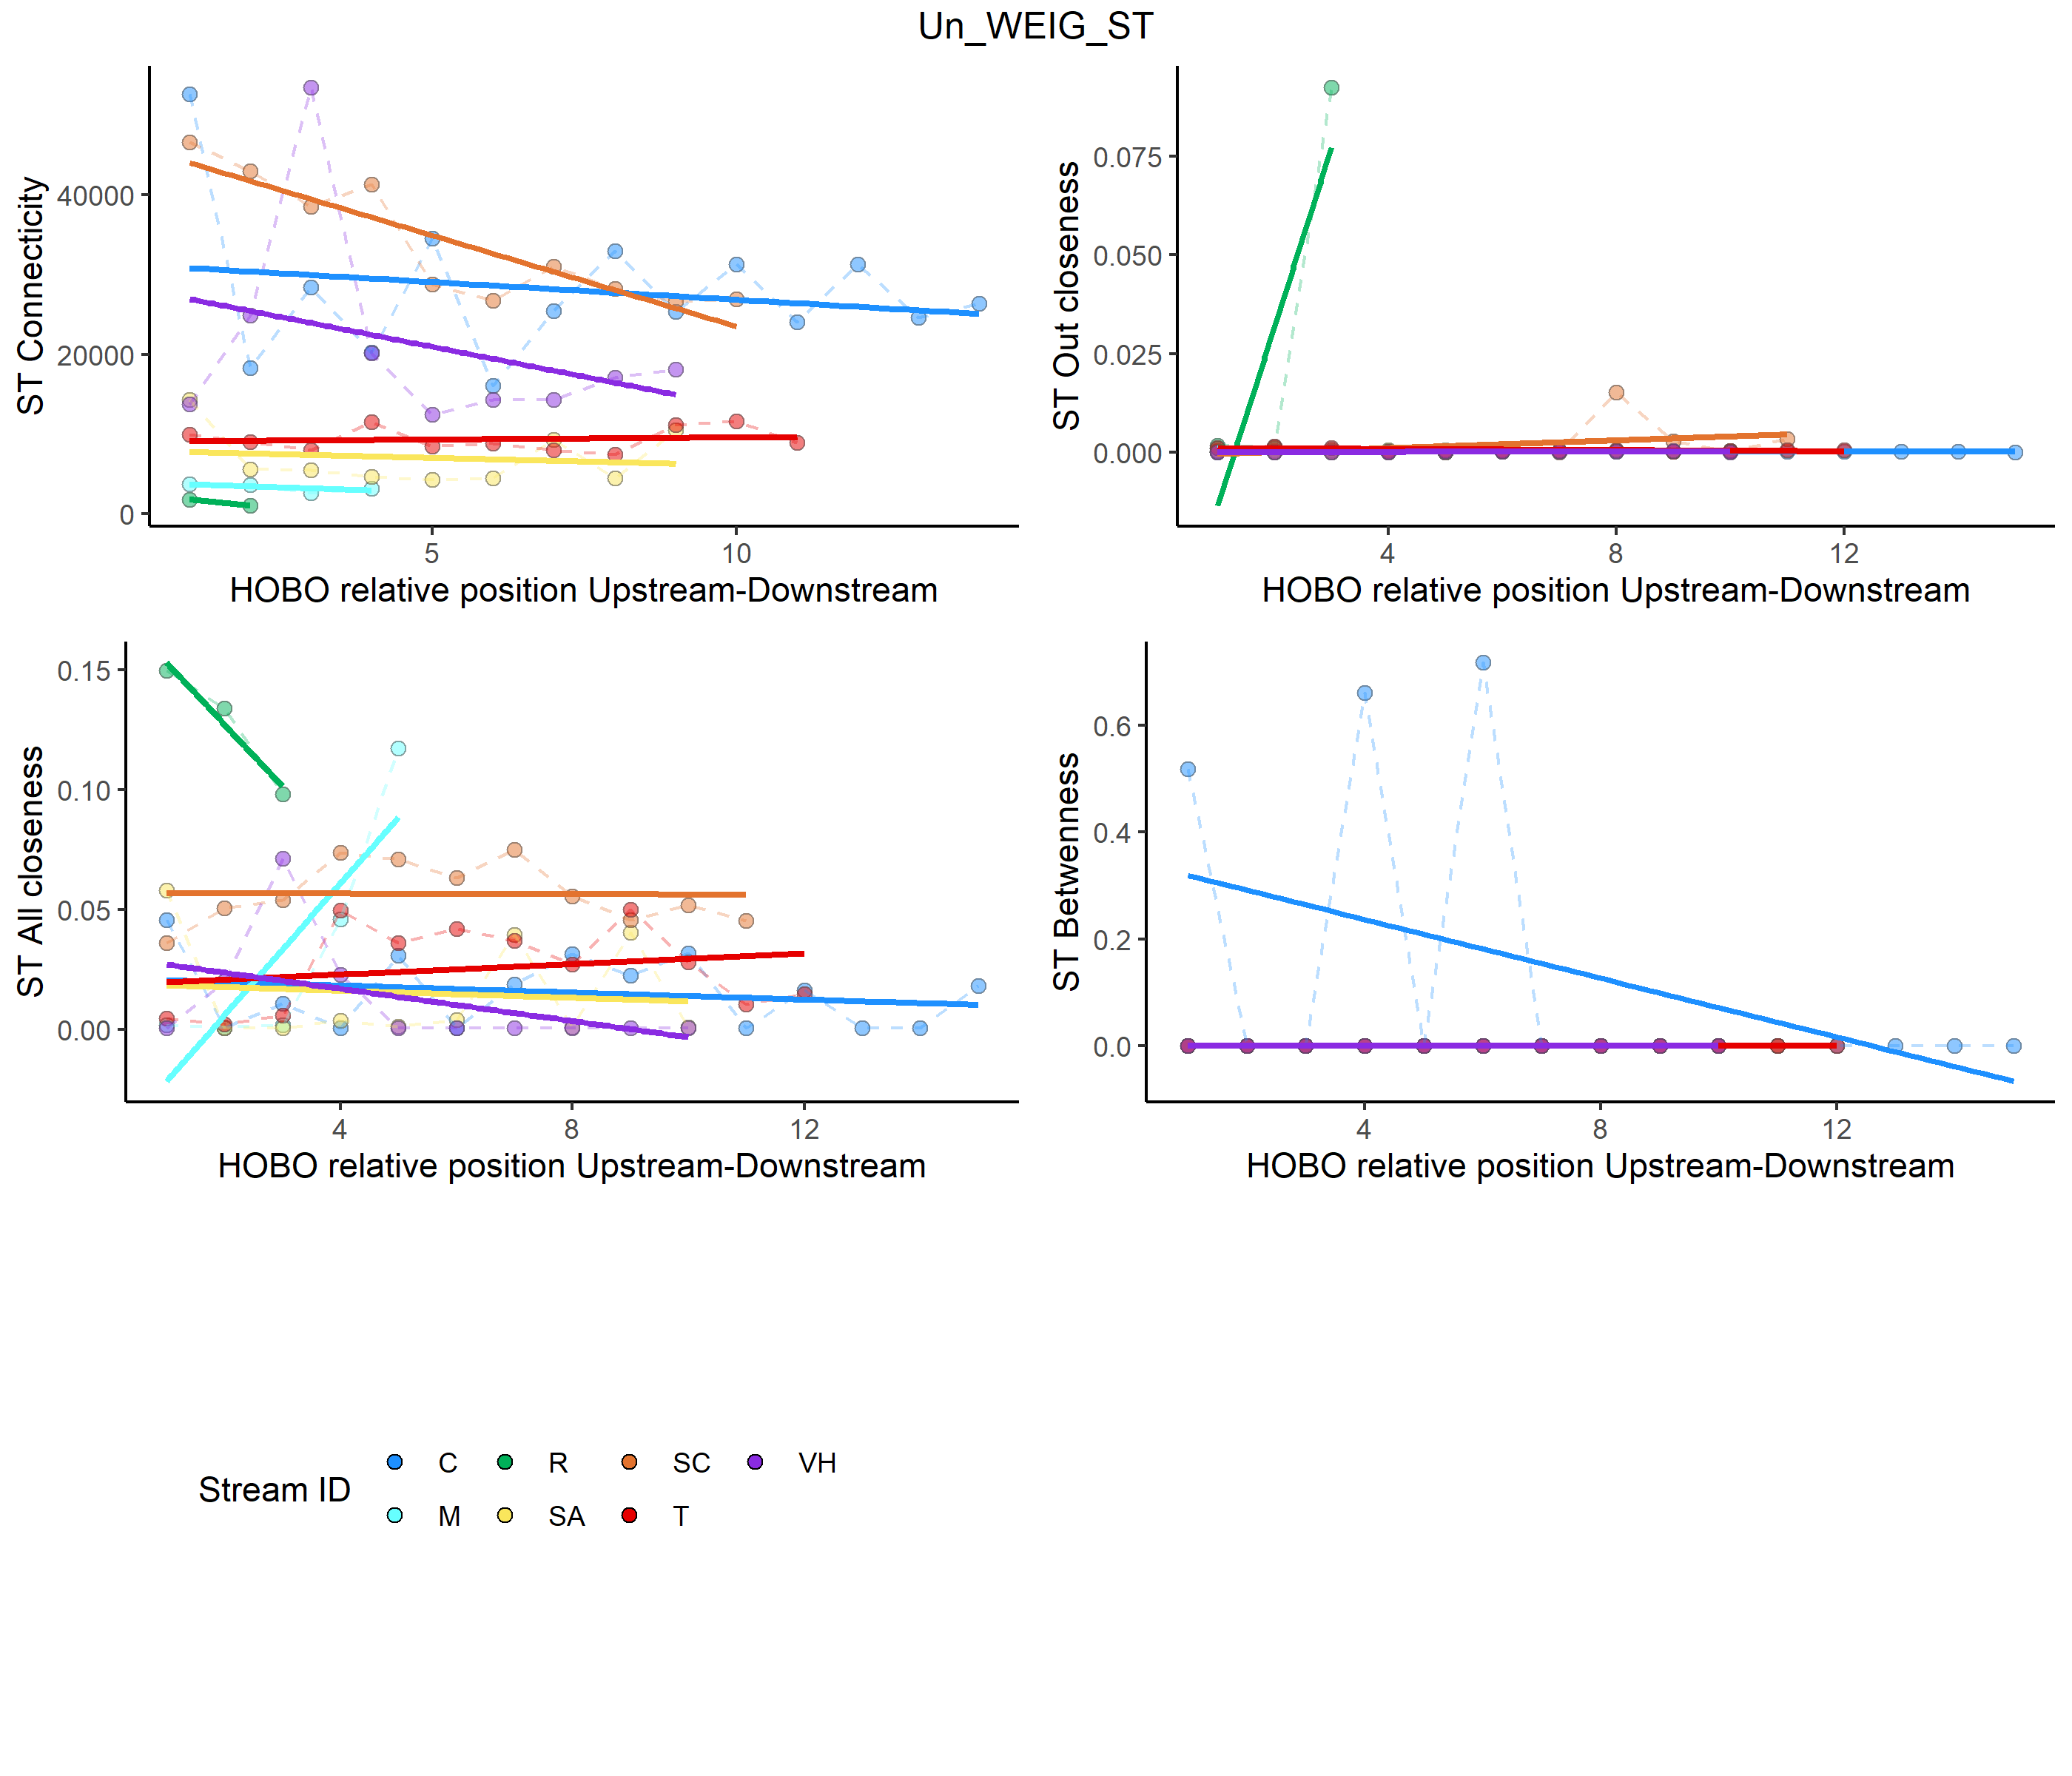 Un_WEIG_ST
ST Connecticity
40000
20000
0
5 10
HOBO relative position Upstream-Downstream
ST Out closeness
0.075
0.050
0.025
0.000
4 8 12
HOBO relative position Upstream-Downstream
ST All closeness
0.15
0.10
0.05
0.00
4 8 12
HOBO relative position Upstream-Downstream
ST Betwenness
0.6
0.4
0.2
0.0
4 8 12
HOBO relative position Upstream-Downstream
Stream ID
C R SC VH
M SA T